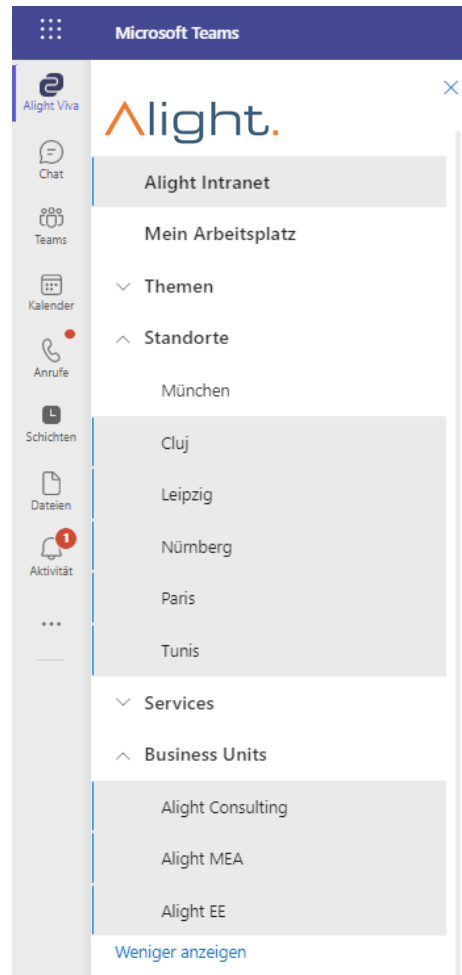 Microsoft Teams
Alight Viva
Chat
Teams
Kalender
Anrufe
Schichten
Dateien
1
Aktivität
Alight.
Alight Intranet
Mein Arbeitsplatz
Themen
Standorte
München
Cluj
Leipzig
Nürnberg
Paris
Tunis
Services
Business Units
Alight Consulting
Alight MEA
Alight EE
Weniger anzeigen